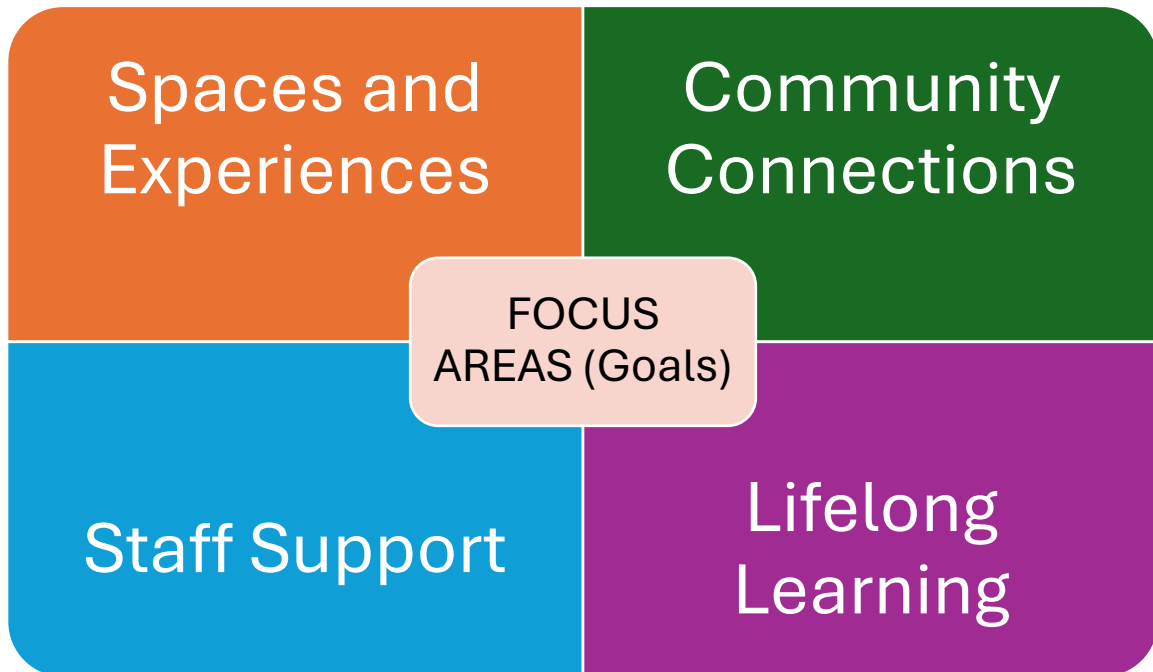 Spaces and
Experiences
Community
Connections
FOCUS
AREAS (Goals)
Staff Support
Lifelong
Learning